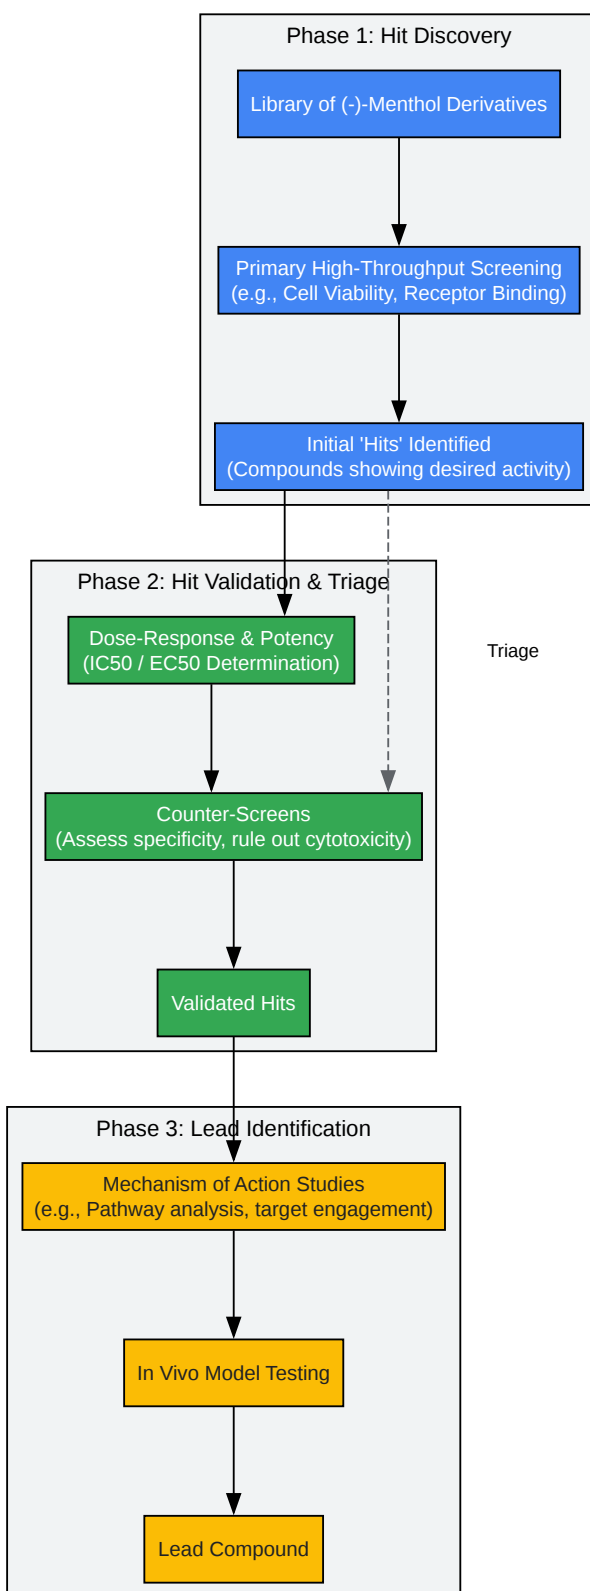 Phase 1: Hit Discovery
Library of (-)-Menthol Derivatives
Primary High-Throughput Screening
(e.g., Cell Viability, Receptor Binding)
Initial 'Hits' Identified
(Compounds showing desired activity)
Phase 2: Hit Validation & Triage
Dose-Response & Potency
(IC50 / EC50 Determination)
Triage
Counter-Screens
(Assess specificity, rule out cytotoxicity)
Validated Hits
Phase 3: Lead Identification
Mechanism of Action Studies
(e.g., Pathway analysis, target engagement)
In Vivo Model Testing
Lead Compound